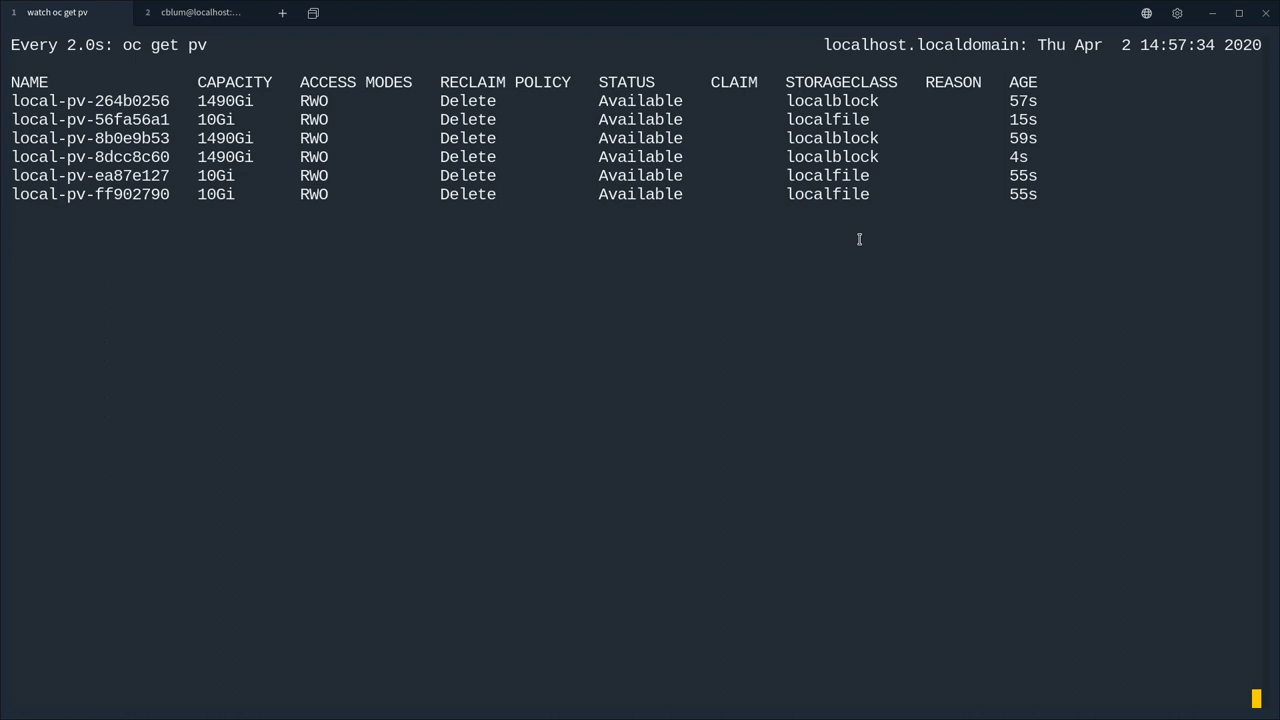 1 watch oc get pv 2 cblum@localhost:...
Every 2.0s: oc get pv localhost.localdomain: Thu Apr 2 14:57:34 2020
NAME CAPACITY ACCESS MODES RECLAIM POLICY STATUS CLAIM STORAGECLASS REASON AGE
local-pv-264b0256 1490Gi RWO Delete Available localblock 57s
local-pv-56fa56a1 10Gi RWO Delete Available localfile 15s
local-pv-8b0e9b53 1490Gi RWO Delete Available localblock 59s
local-pv-8dcc8c60 1490Gi RWO Delete Available localblock 4s
local-pv-ea87e127 10Gi RWO Delete Available localfile 55s
local-pv-ff902790 10Gi RWO Delete Available localfile 55s